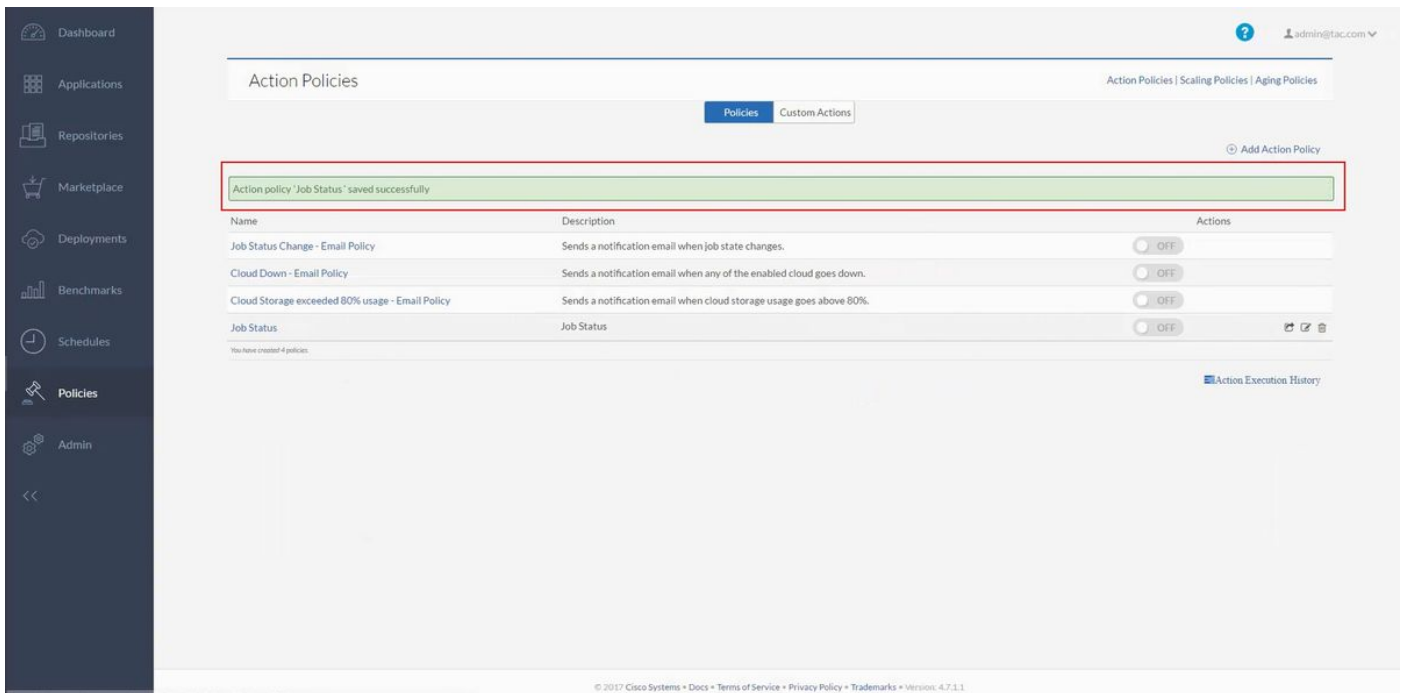 Dashboard
admin@tac.com
Applications
Action Policies
Action Policies | Scaling Policies | Aging Policies
Policies
Custom Actions
Repositories
Add Action Policy
Marketplace
Action policy 'Job Status ' saved successfully
Name Description Actions
Deployments
Job Status Change - Email Policy Sends a notification email when job state changes. OFF
Cloud Down - Email Policy Sends a notification email when any of the enabled cloud goes down. OFF
Benchmarks
Cloud Storage exceeded 80% usage - Email Policy Sends a notification email when cloud storage usage goes above 80%. OFF
Job Status Job Status OFF
Schedules
You have created 4 policies.
Action Execution History
Policies
Admin
<<
© 2017 Cisco Systems • Docs • Terms of Service • Privacy Policy • Trademarks • Version: 4.7.1.1